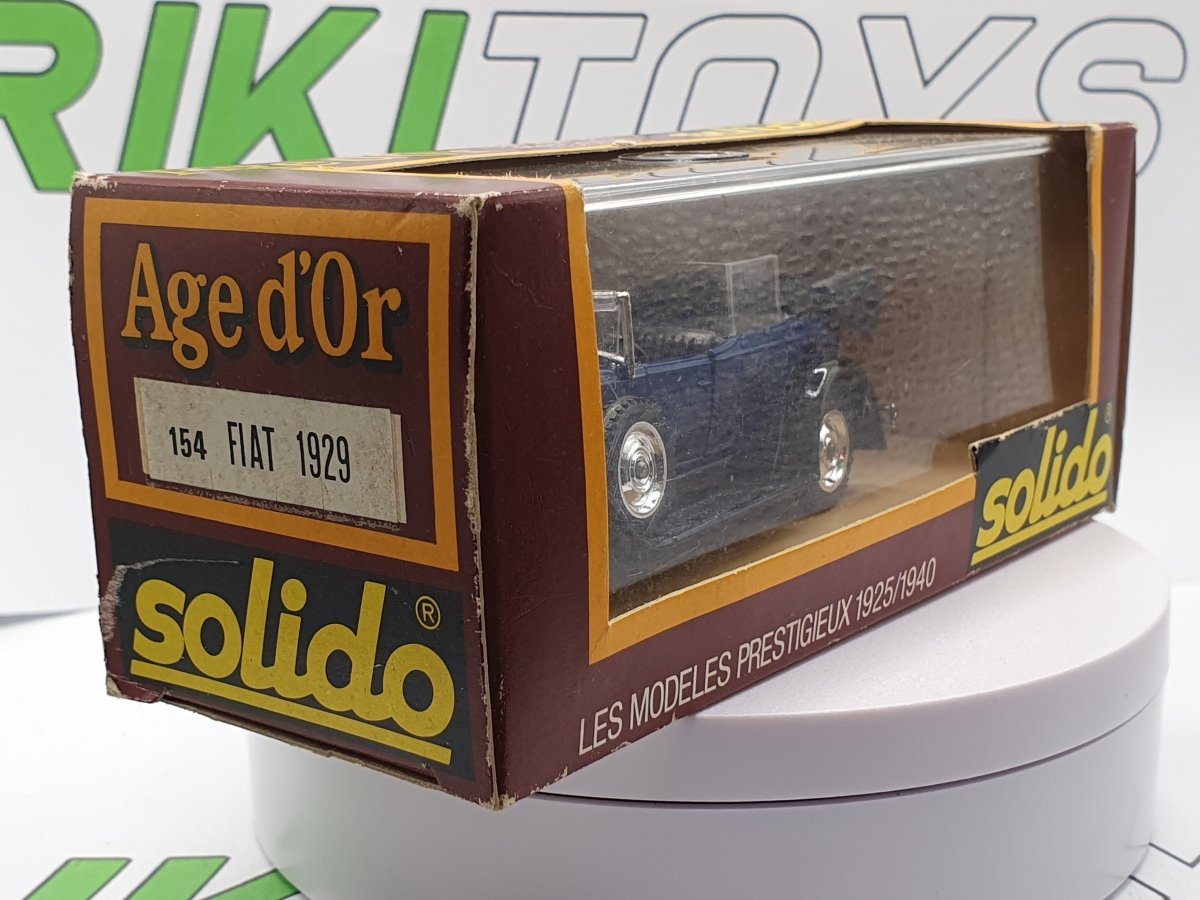 RIKITOYS
Age d'Or
154 FIAT 1929
solido ®
LES MODELES PRESTIGIEUX 1925/1940
solido ®